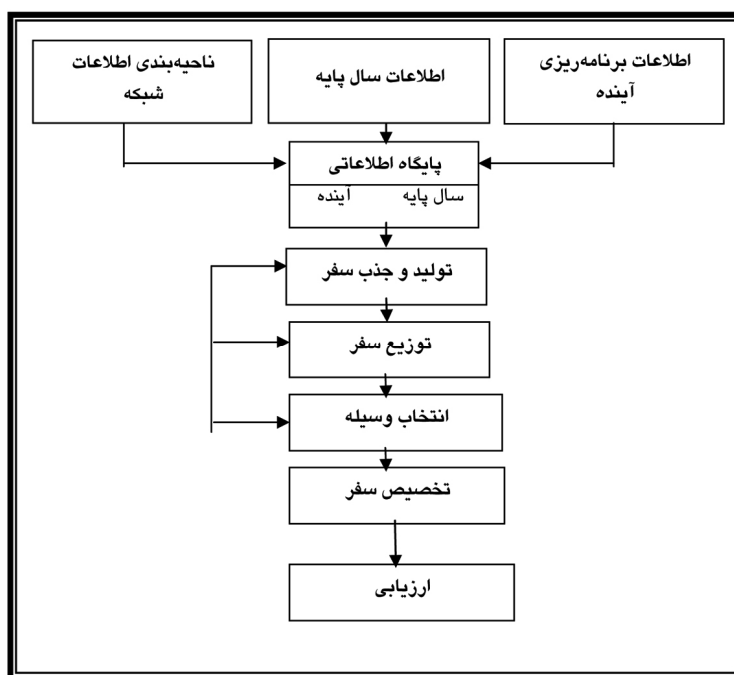 اطلاعات برنامه‌ریزی
آینده
اطلاعات سال پایه
ناحیه‌بندی اطلاعات
شبکه
پایگاه اطلاعاتی
سال پایه آینده
تولید و جذب سفر
توزیع سفر
انتخاب وسیله
تخصیص سفر
ارزیابی